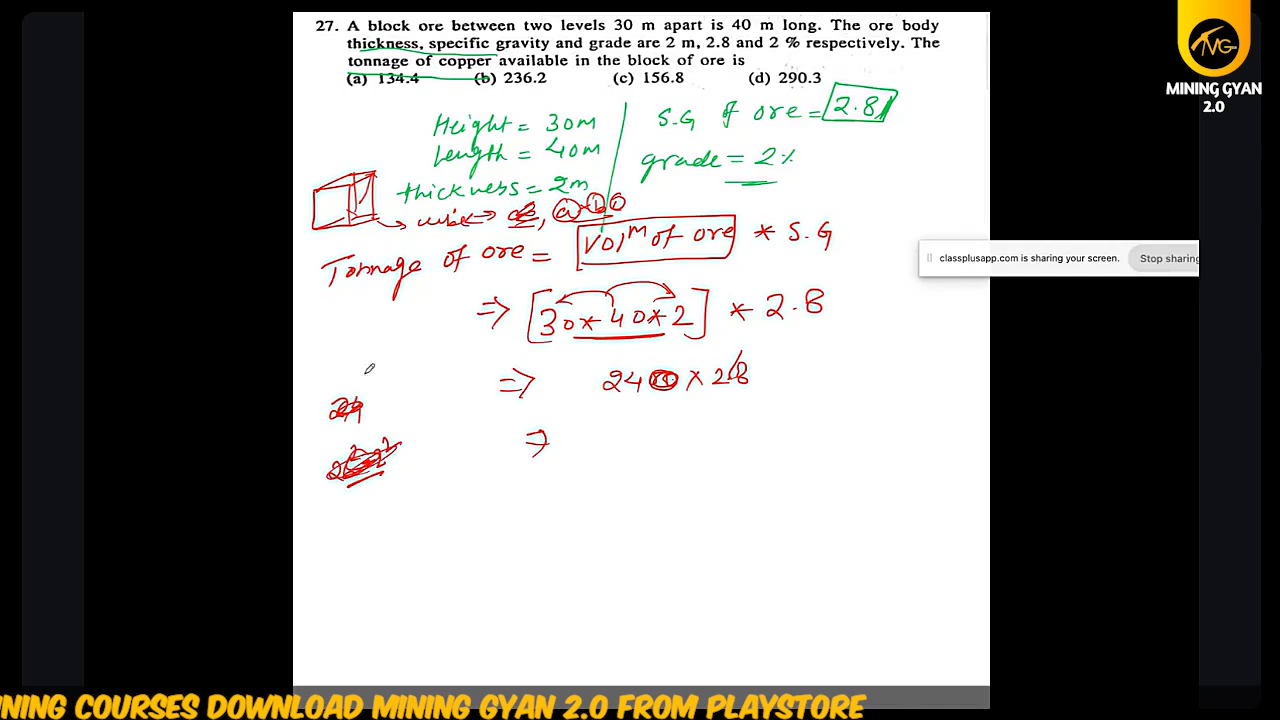 27. A block ore between two levels 30 m apart is 40 m long. The ore body
thickness, specific gravity and grade are 2 m, 2.8 and 2 % respectively. The
tonnage of copper available in the block of ore is
(a) 134.4 (b) 236.2 (c) 156.8 (d) 290.3
Height = 30m
Length = 40m
thickness = 2m
S.G of ore = 2.8
grade = 2%
Tonnage of ore = Volm of ore * S.G
⇒ [30*40*2] * 2.8
⇒ 240 × 28
⇒
TMG
MINING GYAN
2.0
classplusapp.com is sharing your screen.
Stop sharing
NING COURSES DOWNLOAD MINING GYAN 2.0 FROM PLAYSTORE